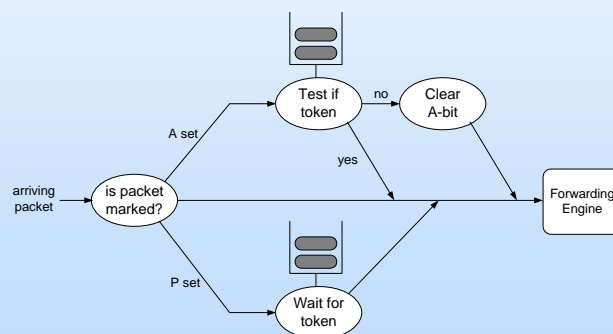 Test if
token
no
Clear
A-bit
A set
yes
arriving
packet
is packet
marked?
Forwarding
Engine
P set
Wait for
token